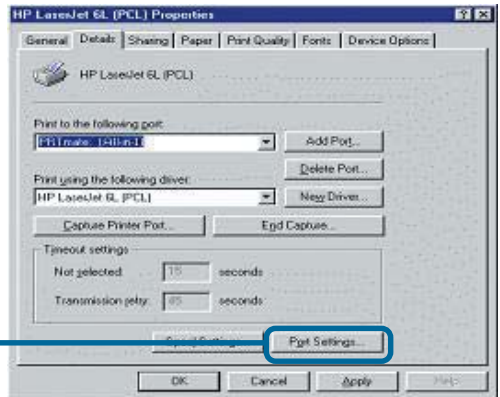 HP LaserJet 6L (PCL) Properties
General Details Sharing Paper Print Quality Fonts Device Options
HP LaserJet 6L (PCL)
Print to the following port:
Add Port...
Delete Port...
Print using the following driver:
HP LaserJet 6L (PCL)
New Driver...
Capture Printer Port...
End Capture...
Timeout settings
Not selected: 15 seconds
Transmission retry: 45 seconds
Port Settings...
OK
Cancel
Apply
Help